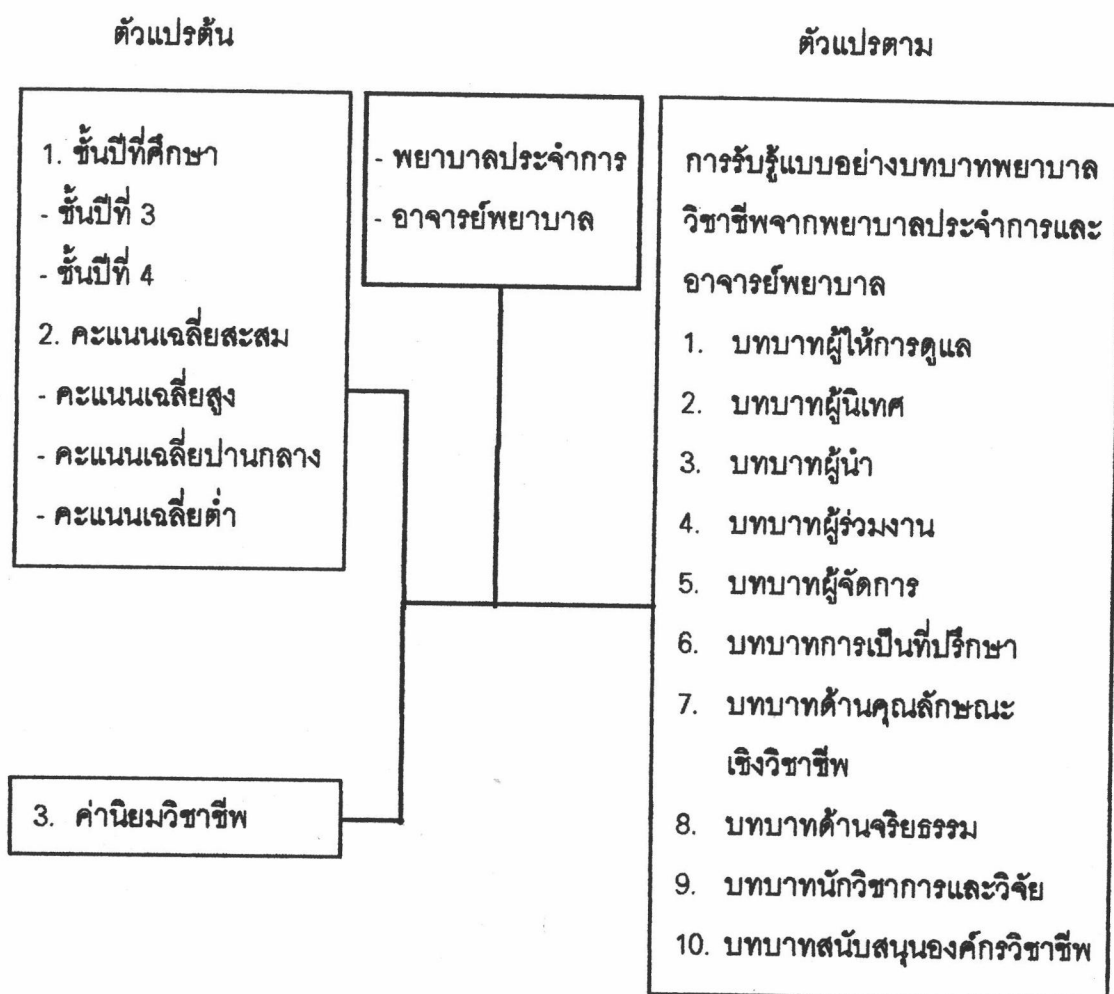 ตัวแปรต้น
ตัวแปรตาม
1. ชั้นปีที่ศึกษา
- ชั้นปีที่ 3
- ชั้นปีที่ 4
2. คะแนนเฉลี่ยสะสม
- คะแนนเฉลี่ยสูง
- คะแนนเฉลี่ยปานกลาง
- คะแนนเฉลี่ยต่ำ
- พยาบาลประจำการ
- อาจารย์พยาบาล
3. ค่านิยมวิชาชีพ
การรับรู้แบบอย่างบทบาทพยาบาล
วิชาชีพจากพยาบาลประจำการและ
อาจารย์พยาบาล
1. บทบาทผู้ให้การดูแล
2. บทบาทผู้นิเทศ
3. บทบาทผู้นำ
4. บทบาทผู้ร่วมงาน
5. บทบาทผู้จัดการ
6. บทบาทการเป็นที่ปรึกษา
7. บทบาทด้านคุณลักษณะ
เชิงวิชาชีพ
8. บทบาทด้านจริยธรรม
9. บทบาทนักวิชาการและวิจัย
10. บทบาทสนับสนุนองค์กรวิชาชีพ